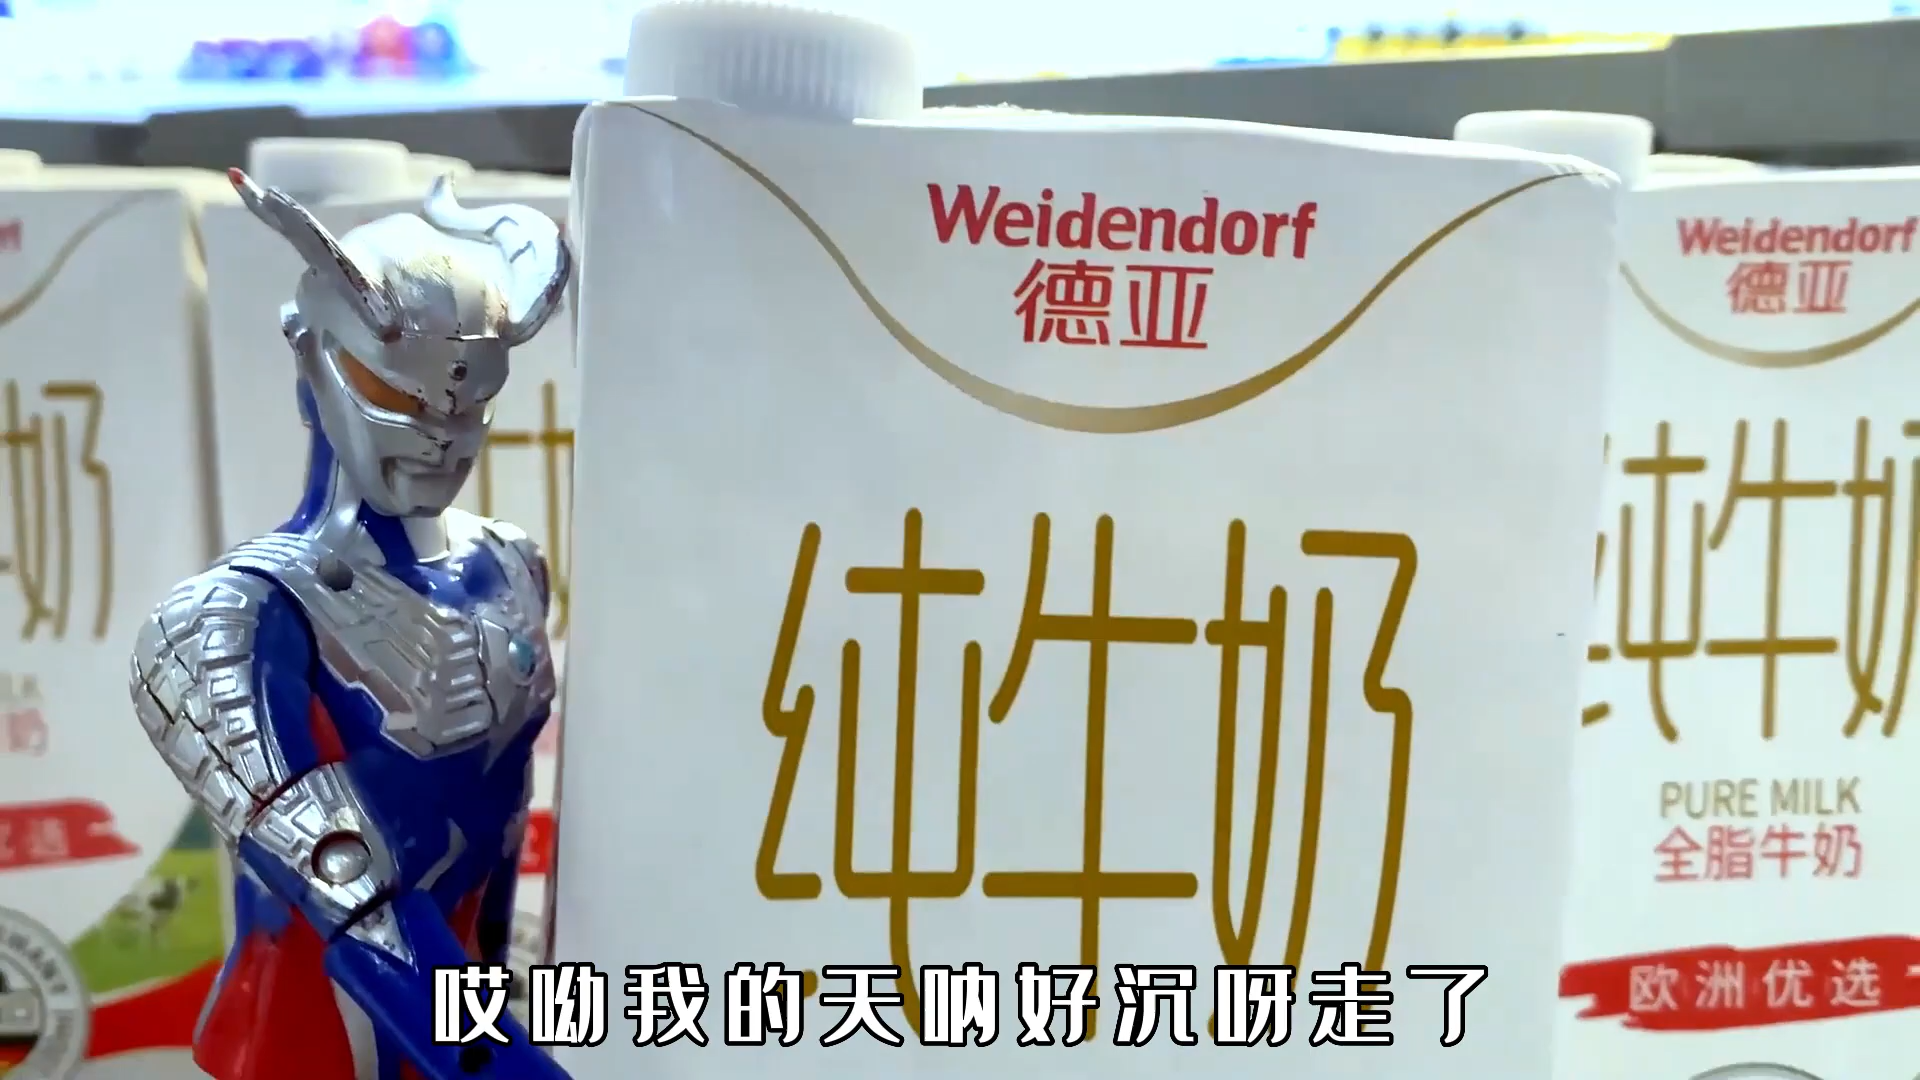 Weidendorf
德亚
纯牛奶
Weidendorf
德亚
纯牛奶
PURE MILK
全脂牛奶
欧洲优选
哎呦我的天呐好沉呀走了